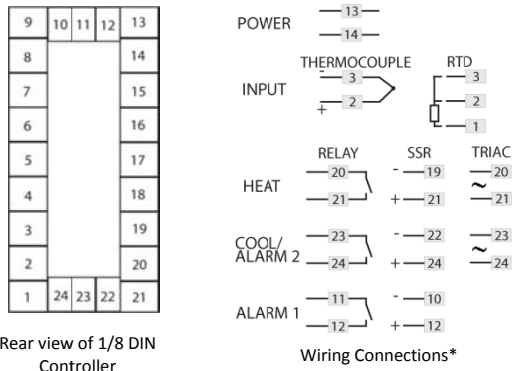 9 10 11 12 13
8 14
7 15
6 16
5 17
4 18
3 19
2 20
1 24 23 22 21
Rear view of 1/8 DIN
Controller
POWER 13
14
THERMOCOUPLE RTD
INPUT - 3 3
+ 2 2
1
RELAY SSR TRIAC
HEAT 20 - 19 20
~
21 + 21 21
COOL/
ALARM 2 23 - 22 23
~
24 + 24 24
ALARM 1 11 - 10
12 + 12
Wiring Connections*